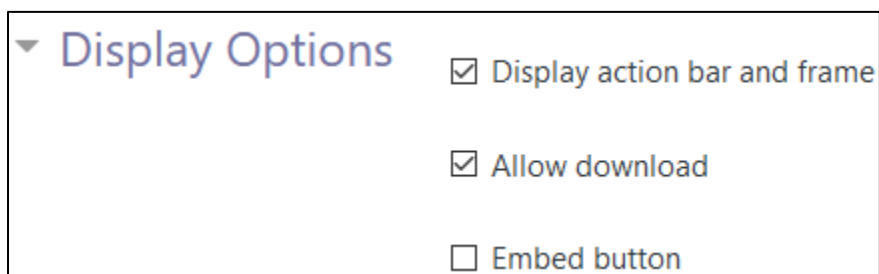 Display Options
Display action bar and frame
Allow download
Embed button